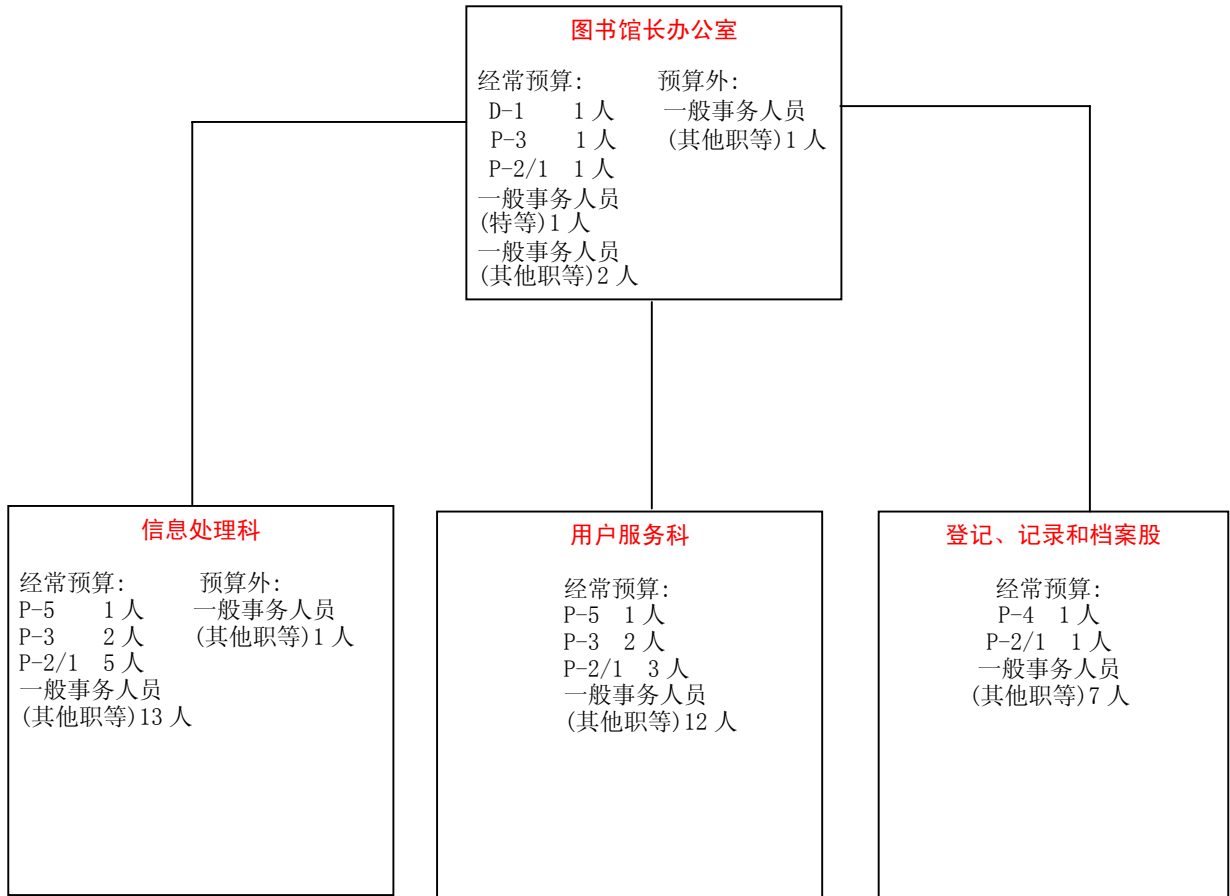 图书馆长办公室
经常预算: 预算外:
D-1 1人 一般事务人员
P-3 1人 (其他职等)1人
P-2/1 1人
一般事务人员
(特等)1人
一般事务人员
(其他职等)2人
信息处理科
经常预算: 预算外:
P-5 1人 一般事务人员
P-3 2人 (其他职等)1人
P-2/1 5人
一般事务人员
(其他职等)13人
用户服务科
经常预算:
P-5 1人
P-3 2人
P-2/1 3人
一般事务人员
(其他职等)12人
登记、记录和档案股
经常预算:
P-4 1人
P-2/1 1人
一般事务人员
(其他职等)7人